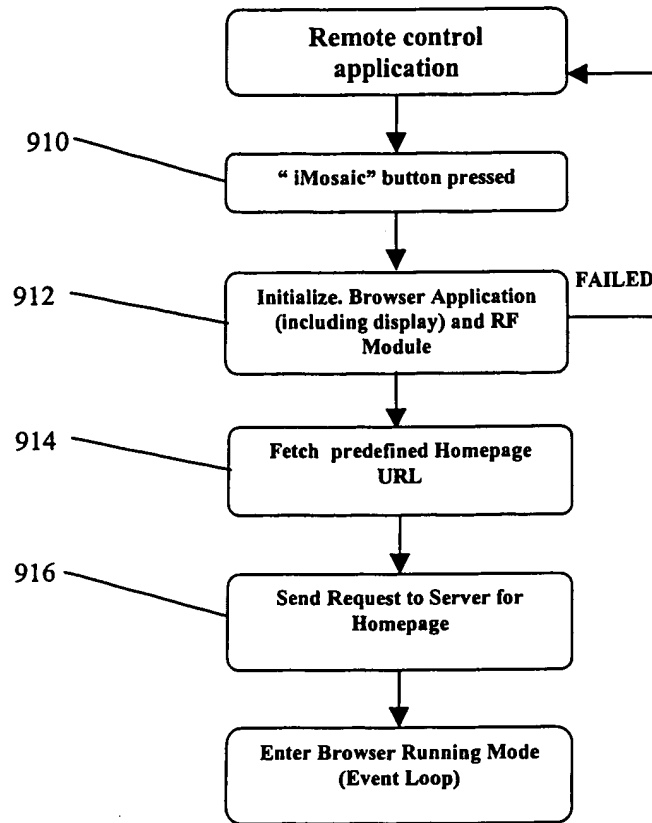 Remote control
application
910
“ iMosaic” button pressed
912
Initialize. Browser Application
(including display) and RF
Module
FAILED
914
Fetch predefined Homepage
URL
916
Send Request to Server for
Homepage
Enter Browser Running Mode
(Event Loop)